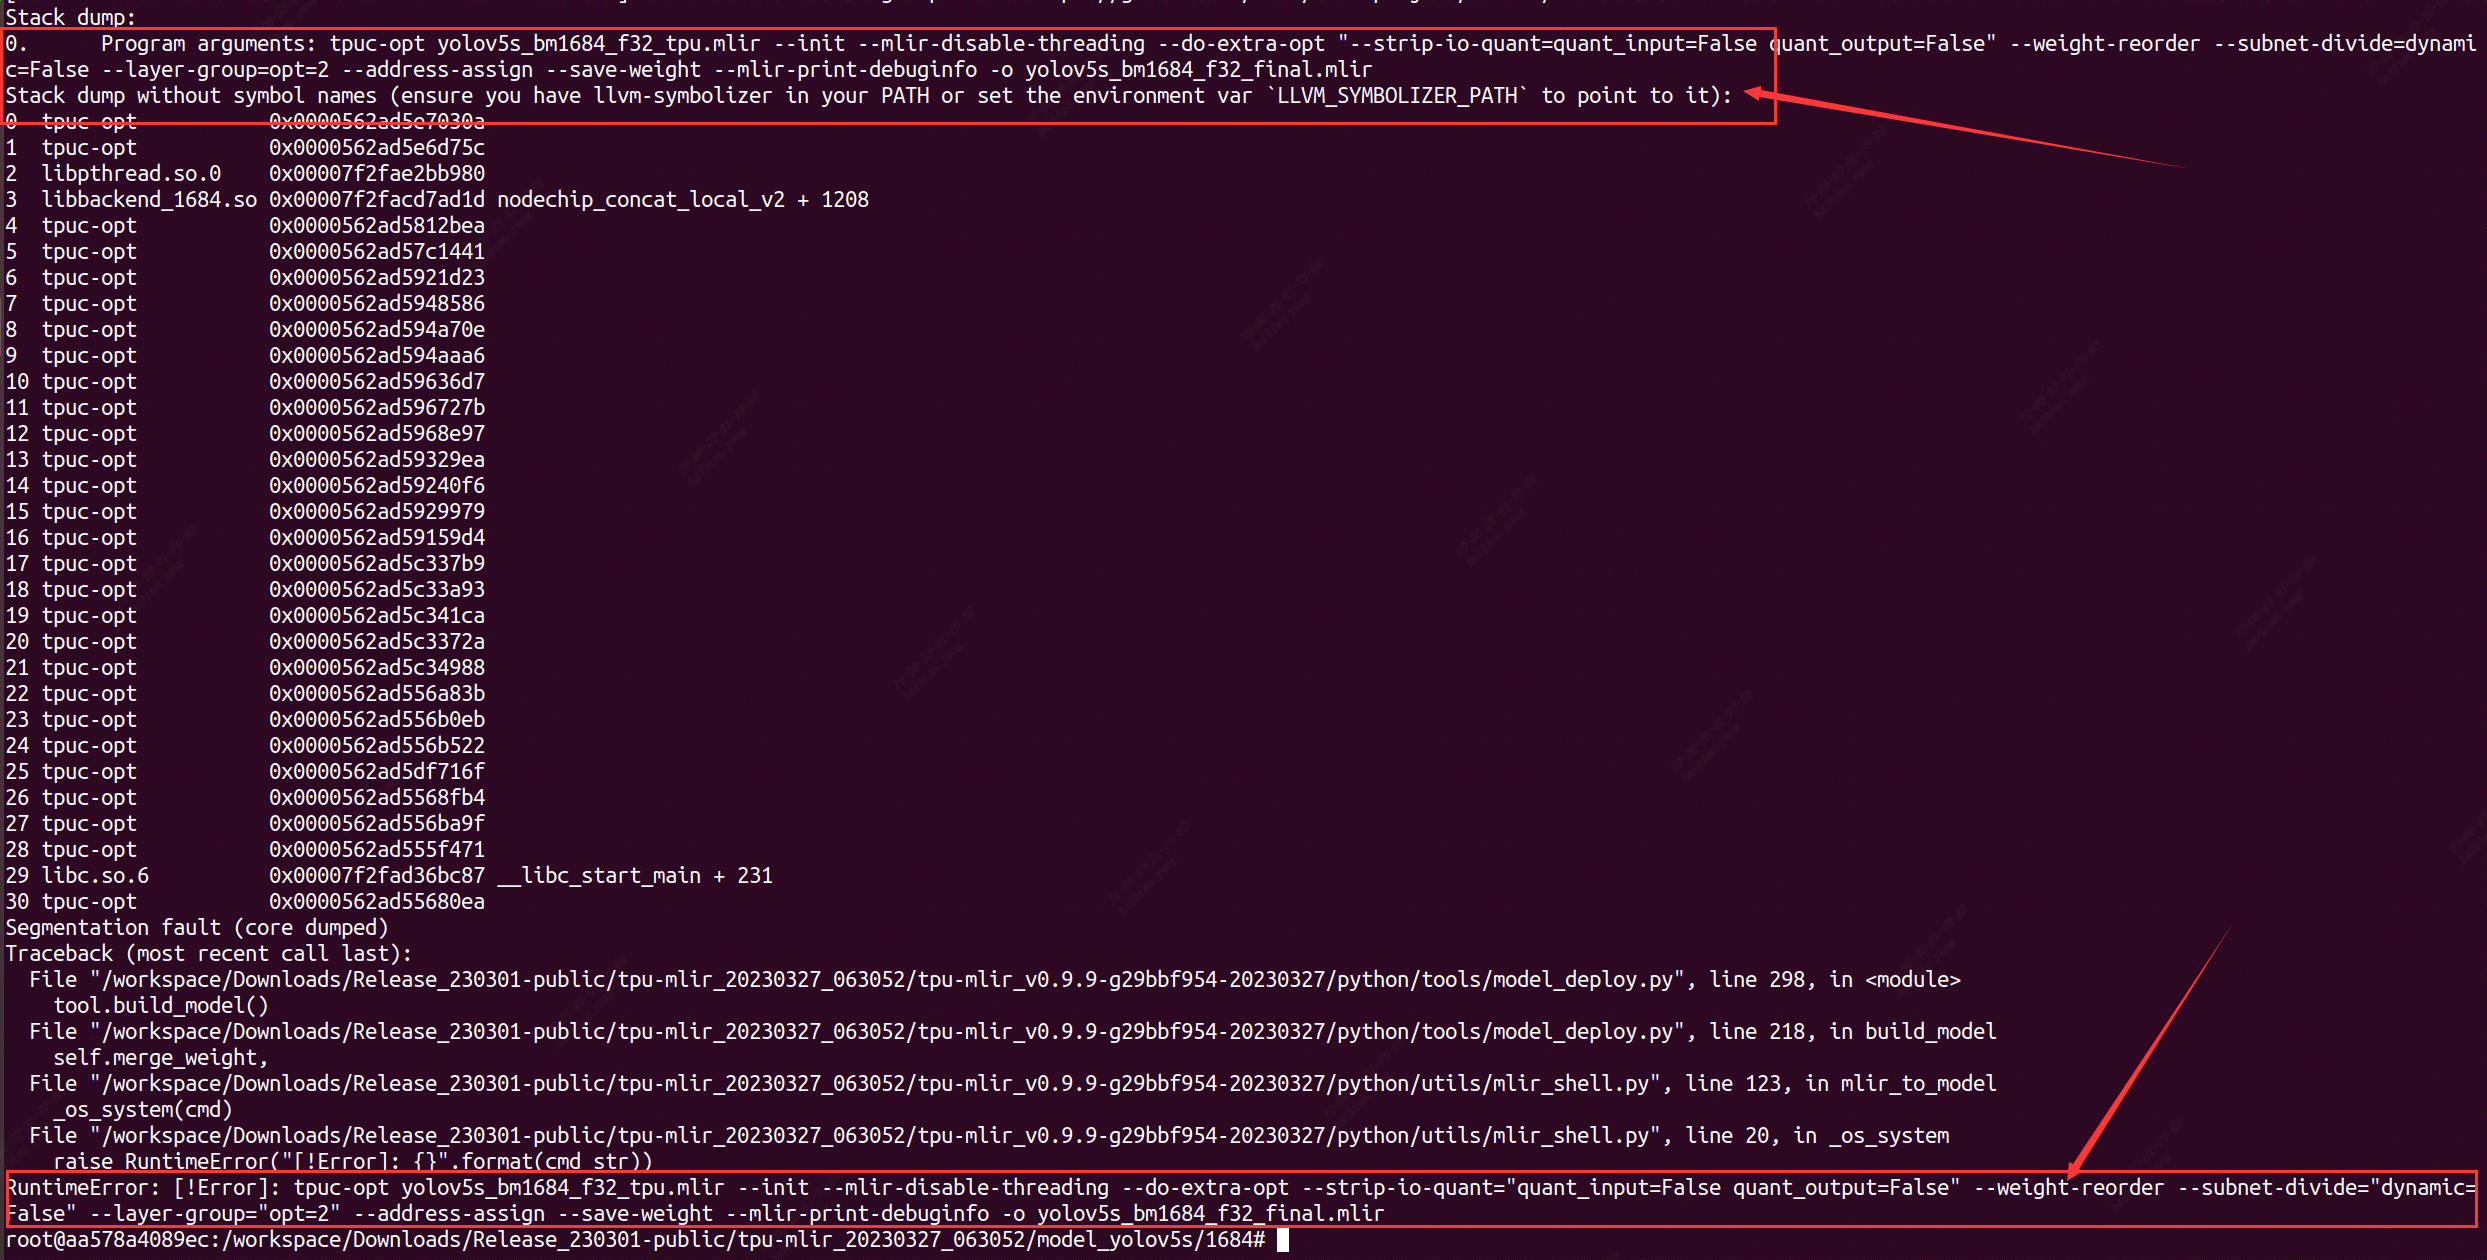 Stack dump:
0.      Program arguments: tpuc-opt yolov5s_bm1684_f32_tpu.mlir --init --mlir-disable-threading --do-extra-opt "--strip-io-quant=quant_input=False quant_output=False" --weight-reorder --subnet-divide=dynami
c=False --layer-group=opt=2 --address-assign --save-weight --mlir-print-debuginfo -o yolov5s_bm1684_f32_final.mlir
Stack dump without symbol names (ensure you have llvm-symbolizer in your PATH or set the environment var `LLVM_SYMBOLIZER_PATH` to point to it):
0  tpuc-opt           0x0000562ad5e7030a
1  tpuc-opt           0x0000562ad5e6d75c
2  libpthread.so.0    0x00007f2fae2bb980
3  libbackend_1684.so 0x00007f2facd7ad1d nodechip_concat_local_v2 + 1208
4  tpuc-opt           0x0000562ad5812bea
5  tpuc-opt           0x0000562ad57c1441
6  tpuc-opt           0x0000562ad5921d23
7  tpuc-opt           0x0000562ad5948586
8  tpuc-opt           0x0000562ad594a70e
9  tpuc-opt           0x0000562ad594aaa6
10 tpuc-opt           0x0000562ad59636d7
11 tpuc-opt           0x0000562ad596727b
12 tpuc-opt           0x0000562ad5968e97
13 tpuc-opt           0x0000562ad59329ea
14 tpuc-opt           0x0000562ad59240f6
15 tpuc-opt           0x0000562ad5929979
16 tpuc-opt           0x0000562ad59159d4
17 tpuc-opt           0x0000562ad5c337b9
18 tpuc-opt           0x0000562ad5c33a93
19 tpuc-opt           0x0000562ad5c341ca
20 tpuc-opt           0x0000562ad5c3372a
21 tpuc-opt           0x0000562ad5c34988
22 tpuc-opt           0x0000562ad556a83b
23 tpuc-opt           0x0000562ad556b0eb
24 tpuc-opt           0x0000562ad556b522
25 tpuc-opt           0x0000562ad5df716f
26 tpuc-opt           0x0000562ad5568fb4
27 tpuc-opt           0x0000562ad556ba9f
28 tpuc-opt           0x0000562ad555f471
29 libc.so.6          0x00007f2fad36bc87 __libc_start_main + 231
30 tpuc-opt           0x0000562ad55680ea
Segmentation fault (core dumped)
Traceback (most recent call last):
  File "/workspace/Downloads/Release_230301-public/tpu-mlir_20230327_063052/tpu-mlir_v0.9.9-g29bbf954-20230327/python/tools/model_deploy.py", line 298, in <module>
    tool.build_model()
  File "/workspace/Downloads/Release_230301-public/tpu-mlir_20230327_063052/tpu-mlir_v0.9.9-g29bbf954-20230327/python/tools/model_deploy.py", line 218, in build_model
    self.merge_weight,
  File "/workspace/Downloads/Release_230301-public/tpu-mlir_20230327_063052/tpu-mlir_v0.9.9-g29bbf954-20230327/python/utils/mlir_shell.py", line 123, in mlir_to_model
    _os_system(cmd)
  File "/workspace/Downloads/Release_230301-public/tpu-mlir_20230327_063052/tpu-mlir_v0.9.9-g29bbf954-20230327/python/utils/mlir_shell.py", line 20, in _os_system
    raise RuntimeError("[!Error]: {}".format(cmd_str))
RuntimeError: [!Error]: tpuc-opt yolov5s_bm1684_f32_tpu.mlir --init --mlir-disable-threading --do-extra-opt --strip-io-quant="quant_input=False quant_output=False" --weight-reorder --subnet-divide="dynamic=
False" --layer-group="opt=2" --address-assign --save-weight --mlir-print-debuginfo -o yolov5s_bm1684_f32_final.mlir
root@aa578a4089ec:/workspace/Downloads/Release_230301-public/tpu-mlir_20230327_063052/model_yolov5s/1684#